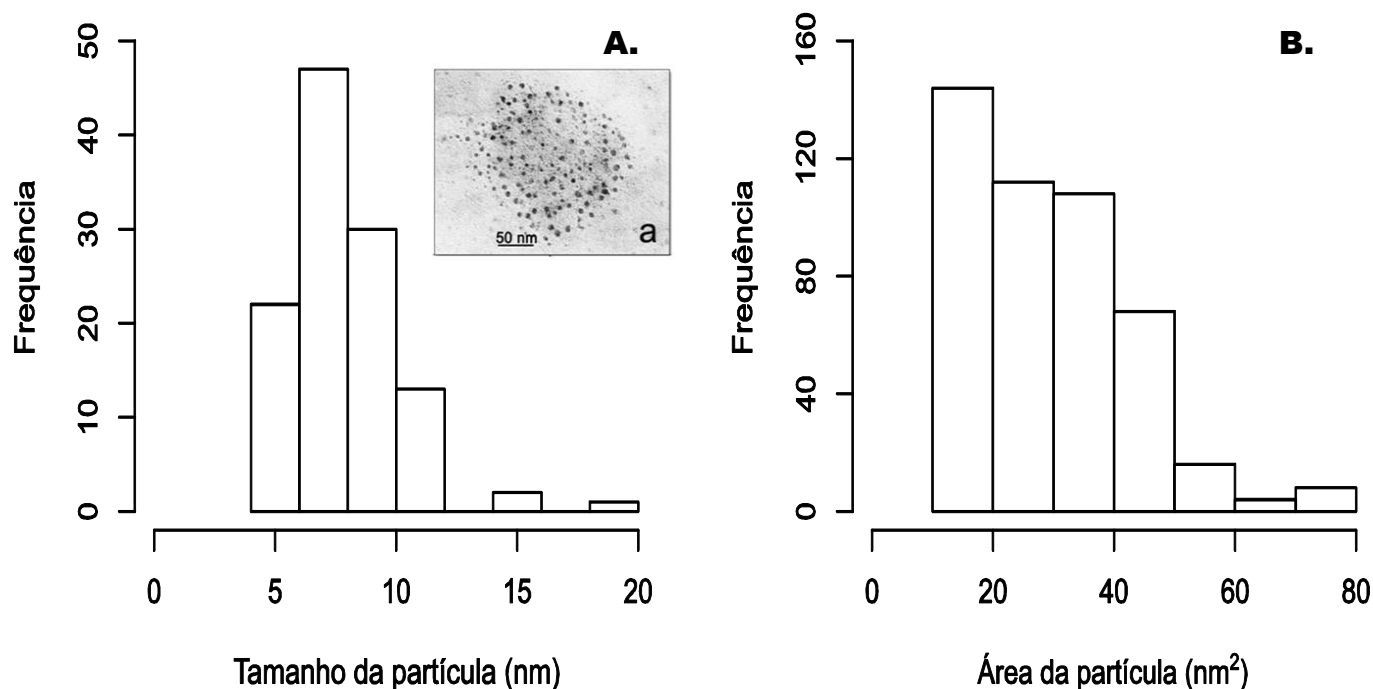 A.
50
40
30
20
10
0
Frequência
50 nm
a
0 5 10 15 20
Tamanho da partícula (nm)
B.
160
120
80
40
0
Frequência
0 20 40 60 80
Área da partícula (nm²)